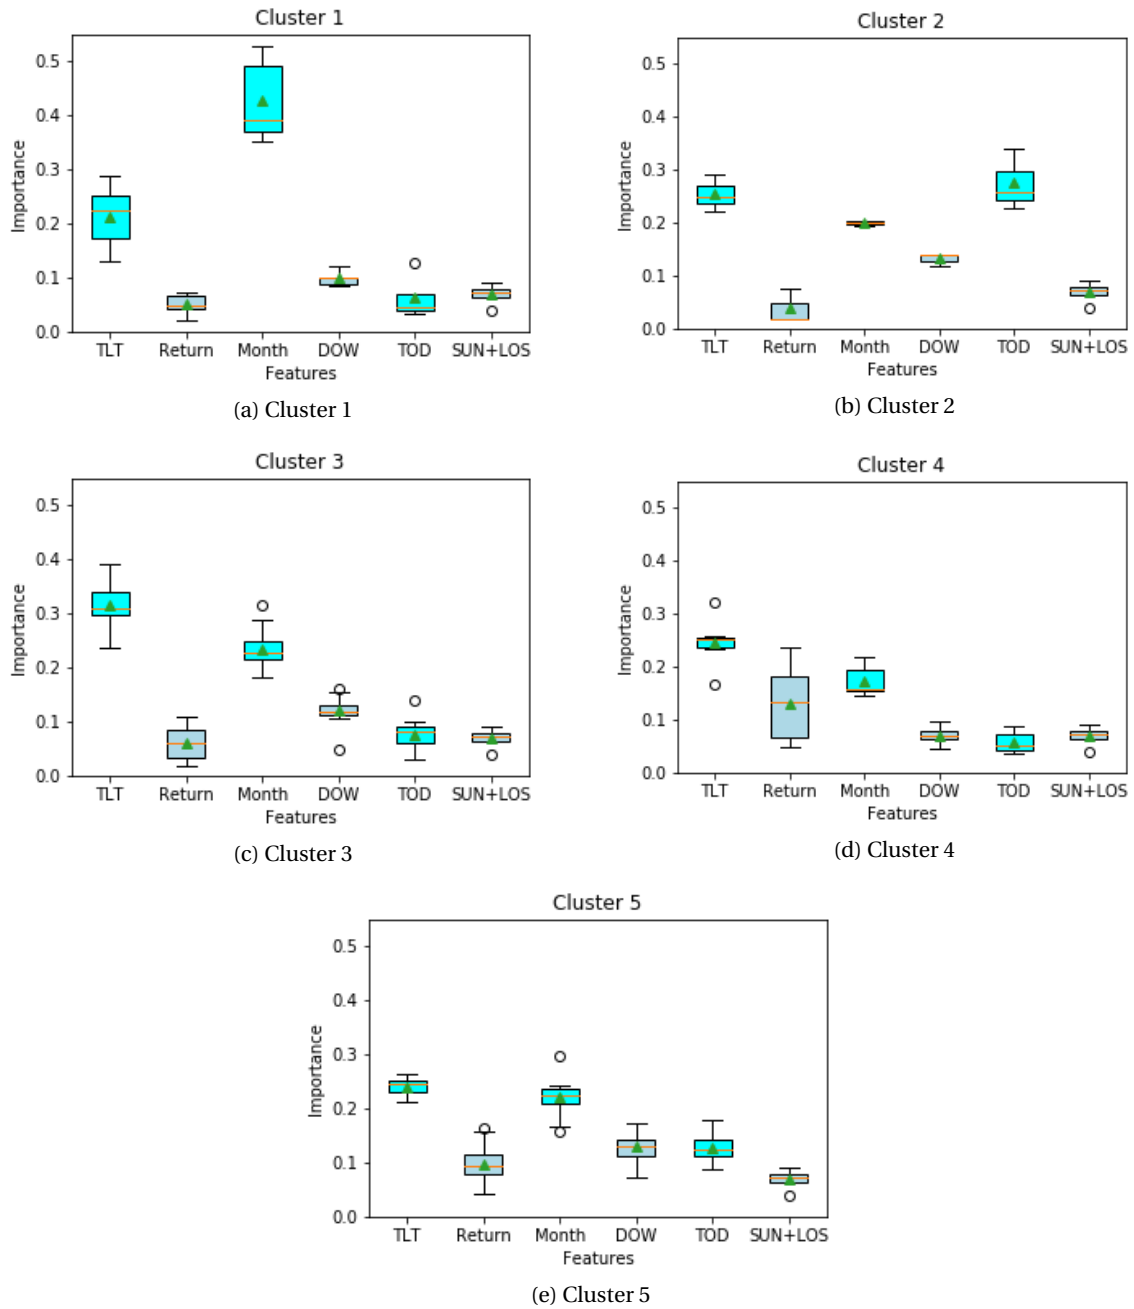 Cluster 1
0.5
0.4
0.3
0.2
0.1
0.0
Importance
TLT Return Month DOW TOD SUN+LOS
Features
(a) Cluster 1
Cluster 2
0.5
0.4
0.3
0.2
0.1
0.0
Importance
TLT Return Month DOW TOD SUN+LOS
Features
(b) Cluster 2
Cluster 3
0.5
0.4
0.3
0.2
0.1
0.0
Importance
TLT Return Month DOW TOD SUN+LOS
Features
(c) Cluster 3
Cluster 4
0.5
0.4
0.3
0.2
0.1
0.0
Importance
TLT Return Month DOW TOD SUN+LOS
Features
(d) Cluster 4
Cluster 5
0.5
0.4
0.3
0.2
0.1
0.0
Importance
TLT Return Month DOW TOD SUN+LOS
Features
(e) Cluster 5